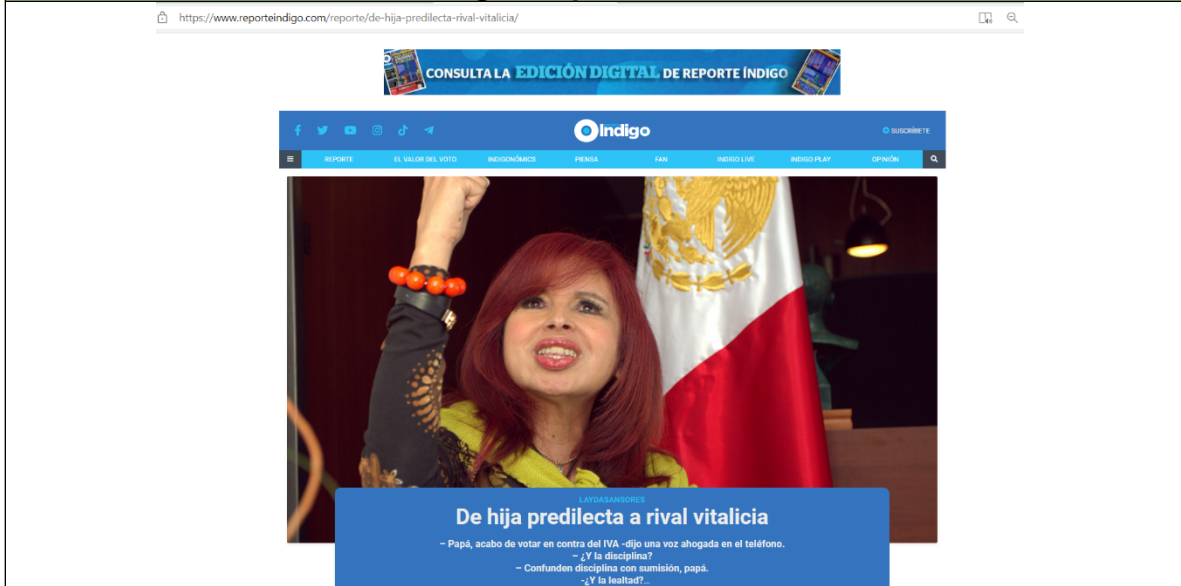 https://www.reporteindigo.com/reporte/de-hija-predilecta-rival-vitalicia/
CONSULTA LA EDICIÓN DIGITAL DE REPORTE ÍNDIGO
Indigo
SUSCRÍBETE
REPORTE EL VALOR DEL VOTO INDIGONÓMICS PIENSA FAN INDIGO LIVE INDIGO PLAY OPINIÓN
LAYDASANSORES
De hija predilecta a rival vitalicia
– Papá, acabo de votar en contra del IVA -dijo una voz ahogada en el teléfono.
– ¿Y la disciplina?
– Confunden disciplina con sumisión, papá.
-¿Y la lealtad?…